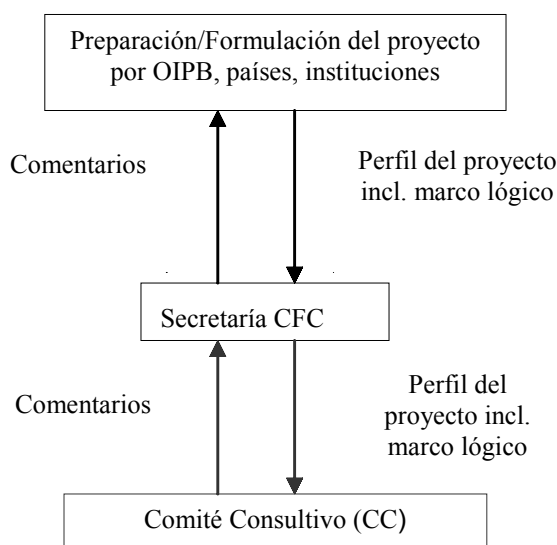 Preparación/Formulación del proyecto
por OIPB, países, instituciones
Comentarios
Perfil del proyecto
incl. marco lógico
Secretaría CFC
Comentarios
Perfil del
proyecto incl.
marco lógico
Comité Consultivo (CC)